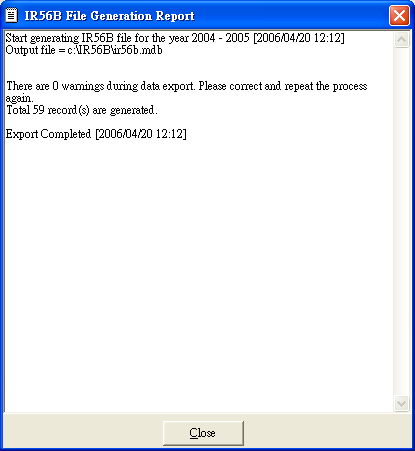 IR56B File Generation Report
Start generating IR56B file for the year 2004 - 2005 [2006/04/20 12:12]
Output file = c:\IR56B\ir56b.mdb
There are 0 warnings during data export. Please correct and repeat the process
again.
Total 59 record(s) are generated.
Export Completed [2006/04/20 12:12]
Close